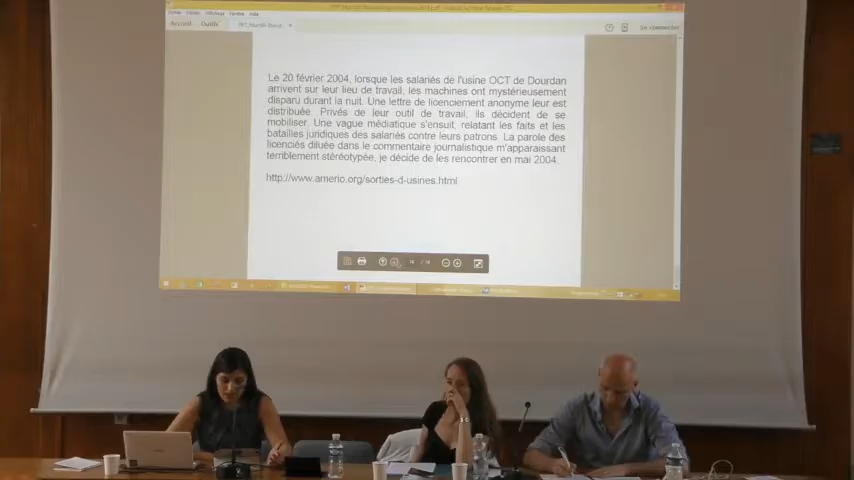 Accueil Outils
Se connecter
Le 20 février 2004, lorsque les salariés de l'usine OCT de Dourdan
arrivent sur leur lieu de travail, les machines ont mystérieusement
disparu durant la nuit. Une lettre de licenciement anonyme leur est
distribuée. Privés de leur outil de travail, ils décident de se
mobiliser. Une vague médiatique s'ensuit, relatant les faits et les
batailles juridiques des salariés contre leurs patrons. La parole des
licenciés diluée dans le commentaire journalistique m'apparaissant
terriblement stéréotypée, je décide de les rencontrer en mai 2004.
http://www.amerio.org/sorties-d-usines.html